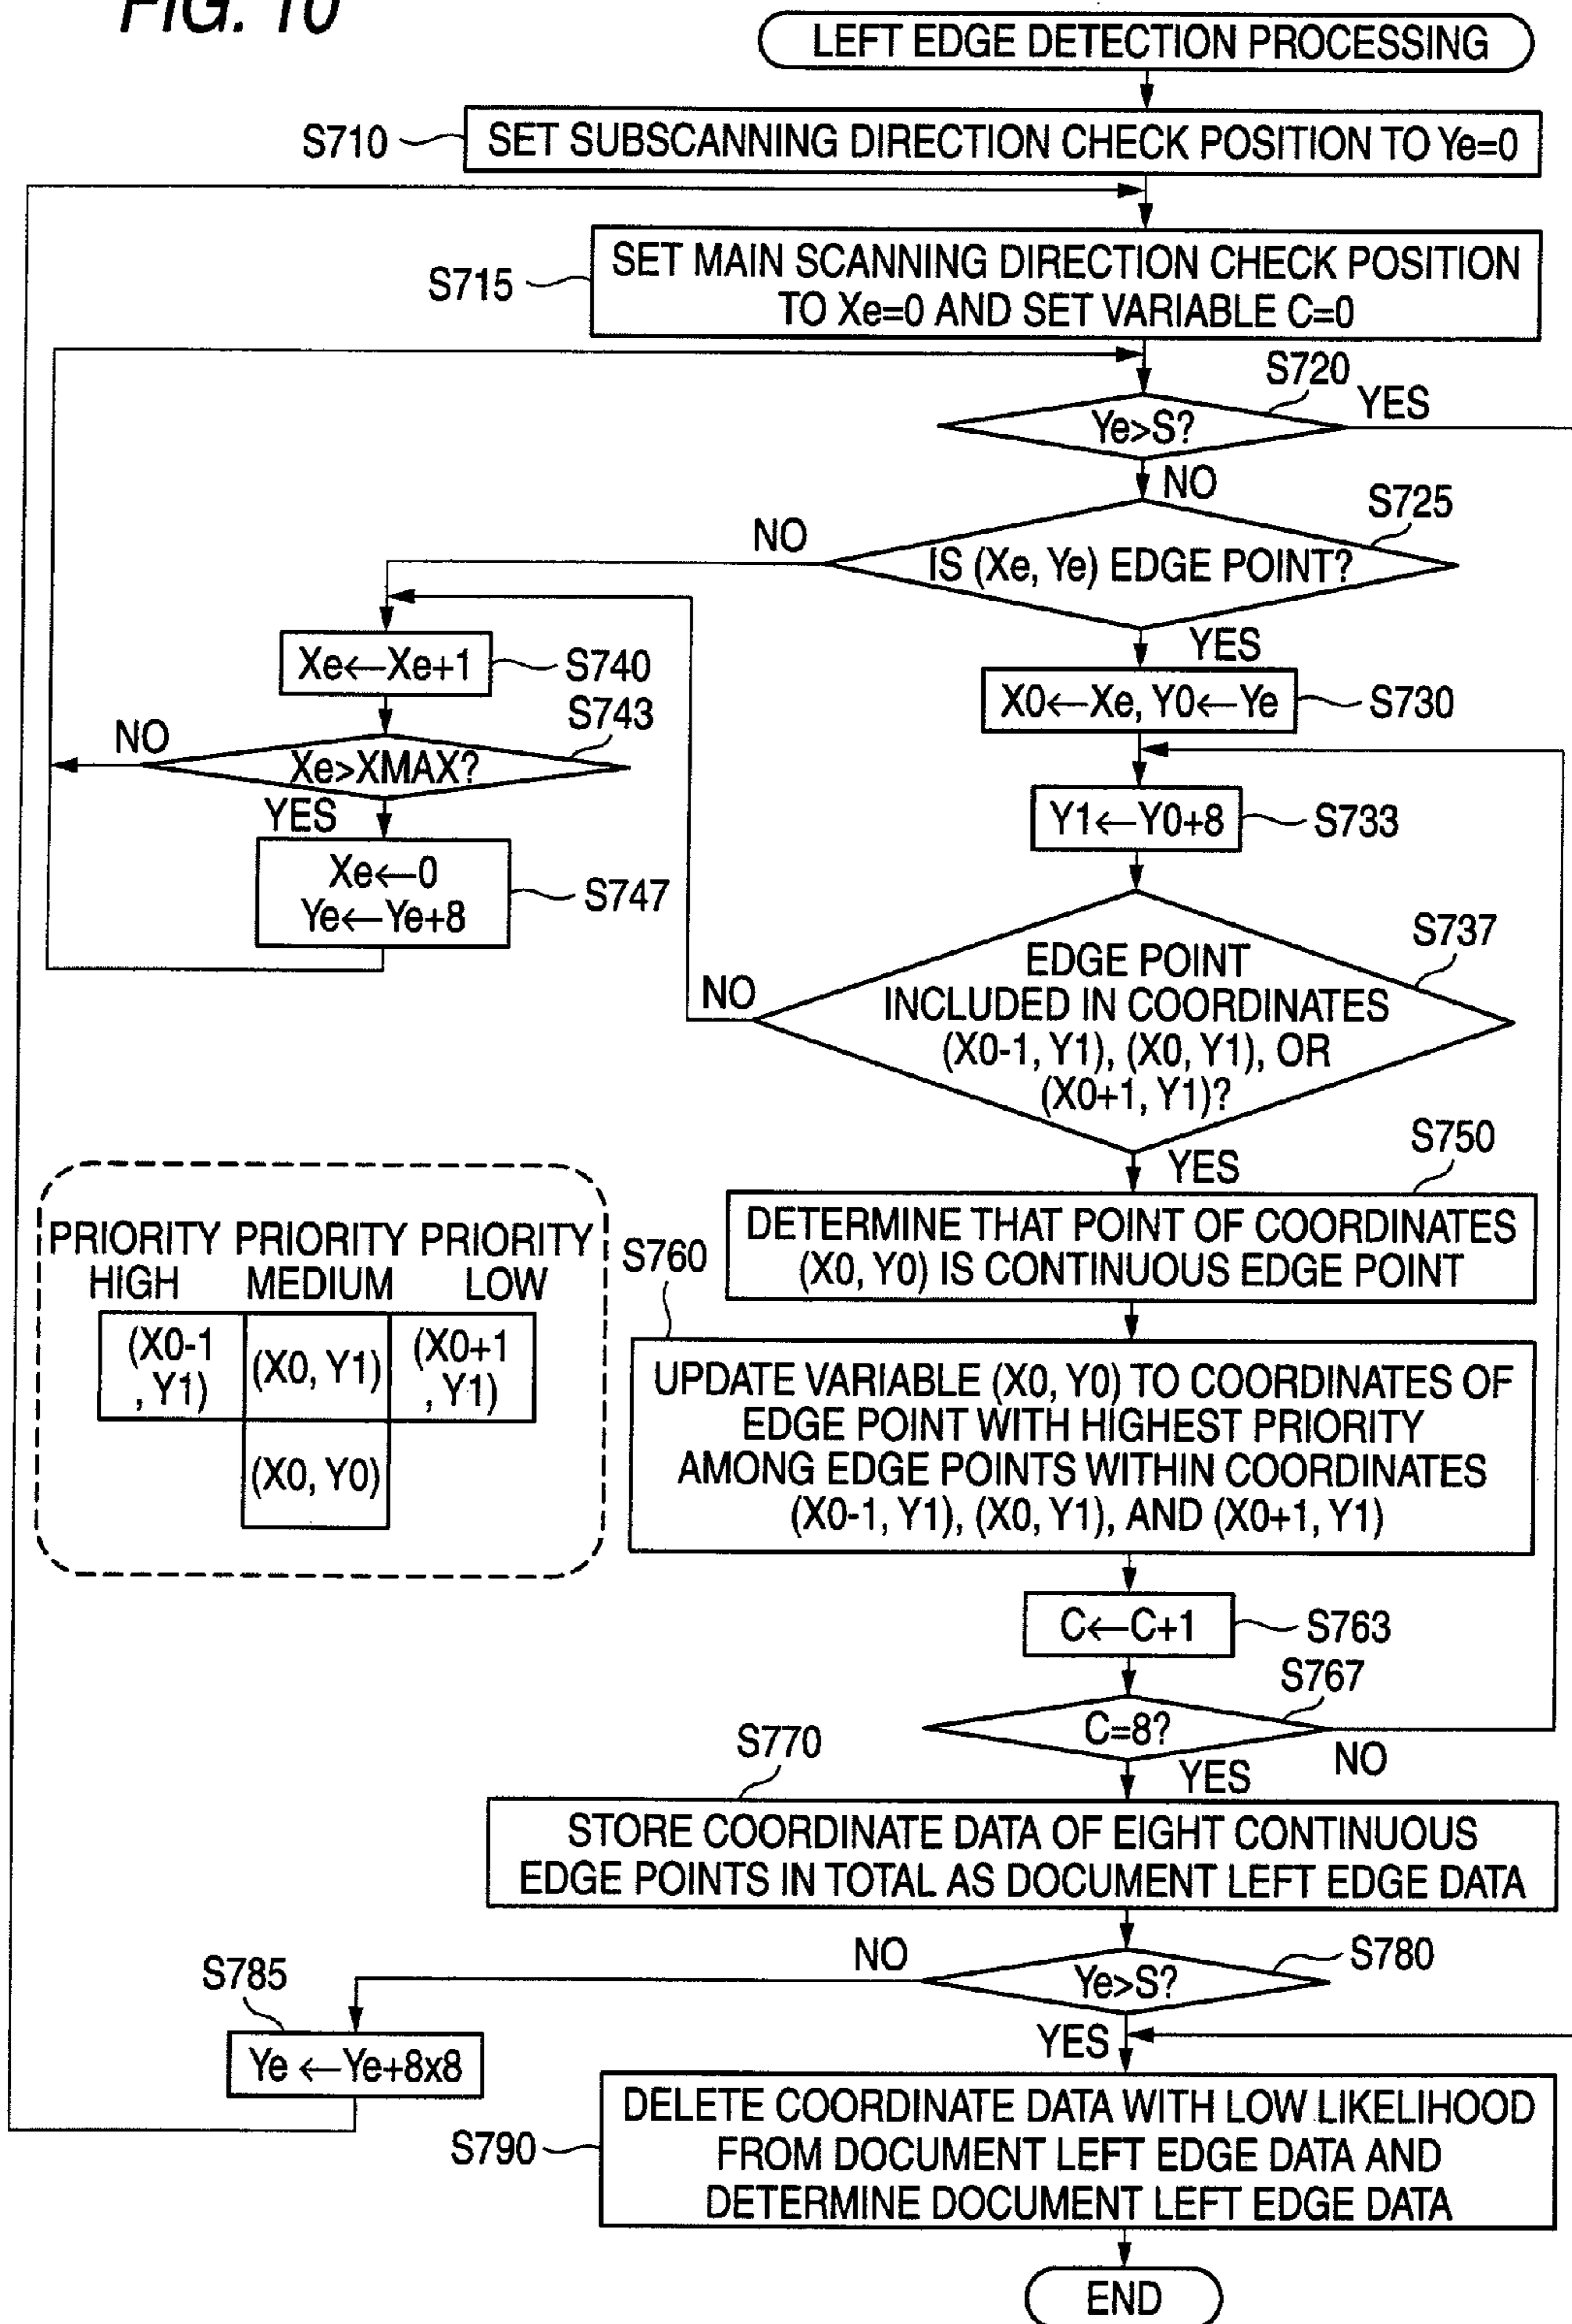 FIG. 10
LEFT EDGE DETECTION PROCESSING
S710
SET SUBSCANNING DIRECTION CHECK POSITION TO Ye=0
S715
SET MAIN SCANNING DIRECTION CHECK POSITION
TO Xe=0 AND SET VARIABLE C=0
S720
Ye>S?
YES
NO
S725
NO
IS (Xe, Ye) EDGE POINT?
YES
Xe←Xe+1
S740
X0←Xe, Y0←Ye
S730
S743
NO
Xe>XMAX?
YES
Y1←Y0+8
S733
Xe←0
Ye←Ye+8
S747
S737
NO
EDGE POINT
INCLUDED IN COORDINATES
(X0-1, Y1), (X0, Y1), OR
(X0+1, Y1)?
YES
S750
DETERMINE THAT POINT OF COORDINATES
(X0, Y0) IS CONTINUOUS EDGE POINT
PRIORITY PRIORITY PRIORITY
HIGH MEDIUM LOW
(X0-1
, Y1)
(X0, Y1)
(X0+1
, Y1)
(X0, Y0)
S760
UPDATE VARIABLE (X0, Y0) TO COORDINATES OF
EDGE POINT WITH HIGHEST PRIORITY
AMONG EDGE POINTS WITHIN COORDINATES
(X0-1, Y1), (X0, Y1), AND (X0+1, Y1)
C←C+1
S763
S767
C=8?
NO
YES
S770
STORE COORDINATE DATA OF EIGHT CONTINUOUS
EDGE POINTS IN TOTAL AS DOCUMENT LEFT EDGE DATA
NO
S780
Ye>S?
YES
S785
Ye ←Ye+8x8
S790
DELETE COORDINATE DATA WITH LOW LIKELIHOOD
FROM DOCUMENT LEFT EDGE DATA AND
DETERMINE DOCUMENT LEFT EDGE DATA
END